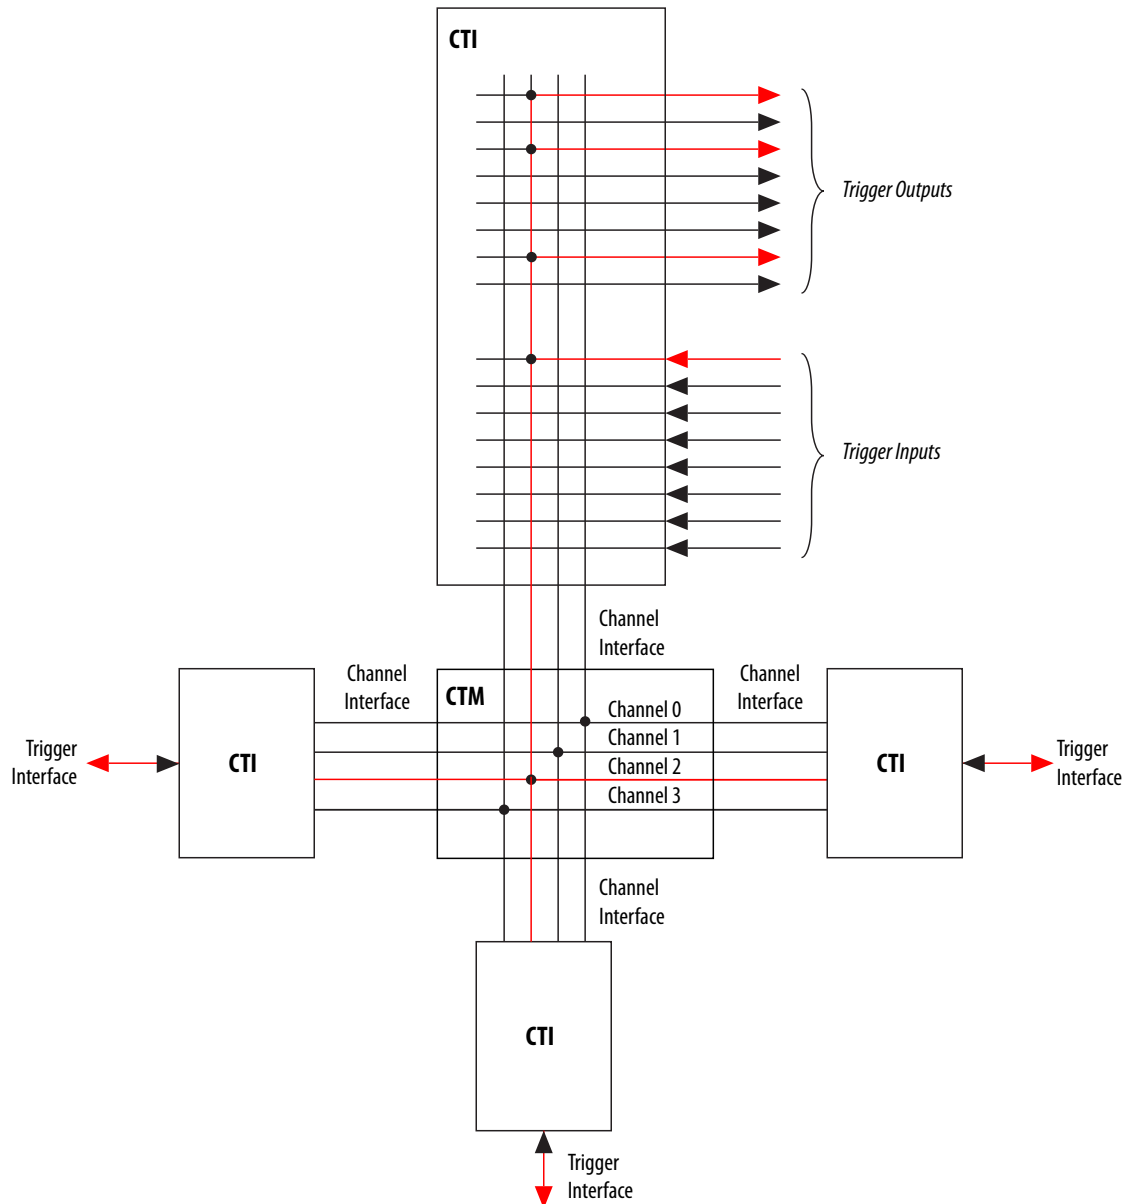 CTI
Trigger Outputs
Trigger Inputs
Channel
Interface
Channel
Interface
CTM
Channel 0
Channel 1
Channel 2
Channel 3
Channel
Interface
Trigger
Interface
CTI
CTI
Trigger
Interface
Channel
Interface
CTI
Trigger
Interface